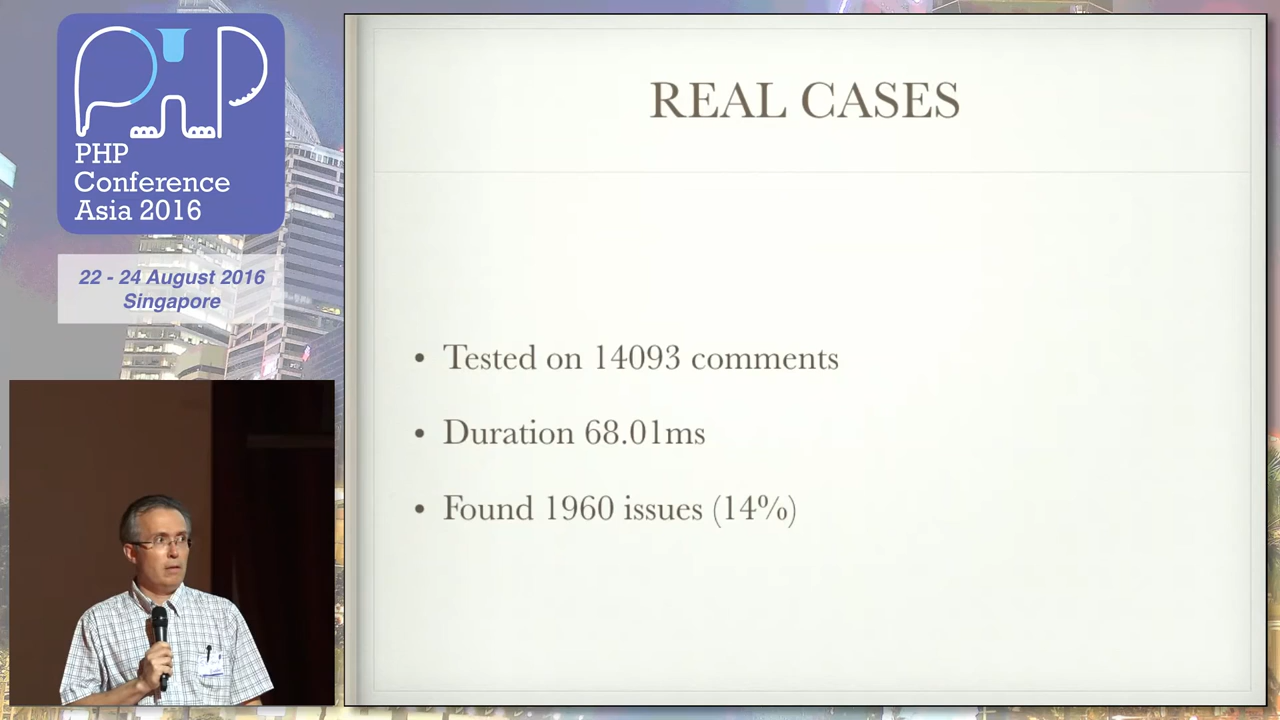 PHP
Conference
Asia 2016
22 - 24 August 2016
Singapore
REAL CASES
• Tested on 14093 comments
• Duration 68.01ms
• Found 1960 issues (14%)